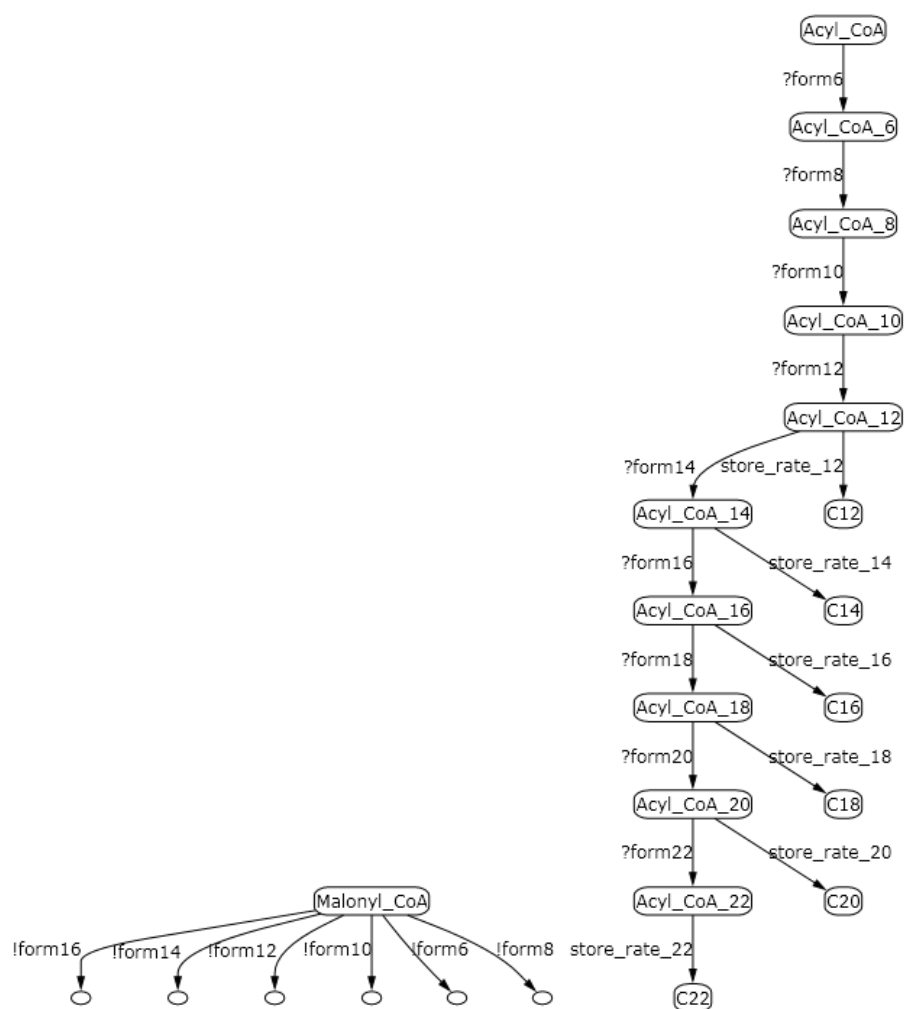 Acyl_CoA
?form6
Acyl_CoA_6
?form8
Acyl_CoA_8
?form10
Acyl_CoA_10
?form12
Acyl_CoA_12
?form14 store_rate_12
Acyl_CoA_14 C12
?form16 store_rate_14
Acyl_CoA_16 C14
?form18 store_rate_16
Acyl_CoA_18 C16
?form20 store_rate_18
Acyl_CoA_20 C18
?form22 store_rate_20
Malonyl_CoA Acyl_CoA_22 C20
!form16 !form14 !form12 !form10 !form6 !form8 store_rate_22
C22